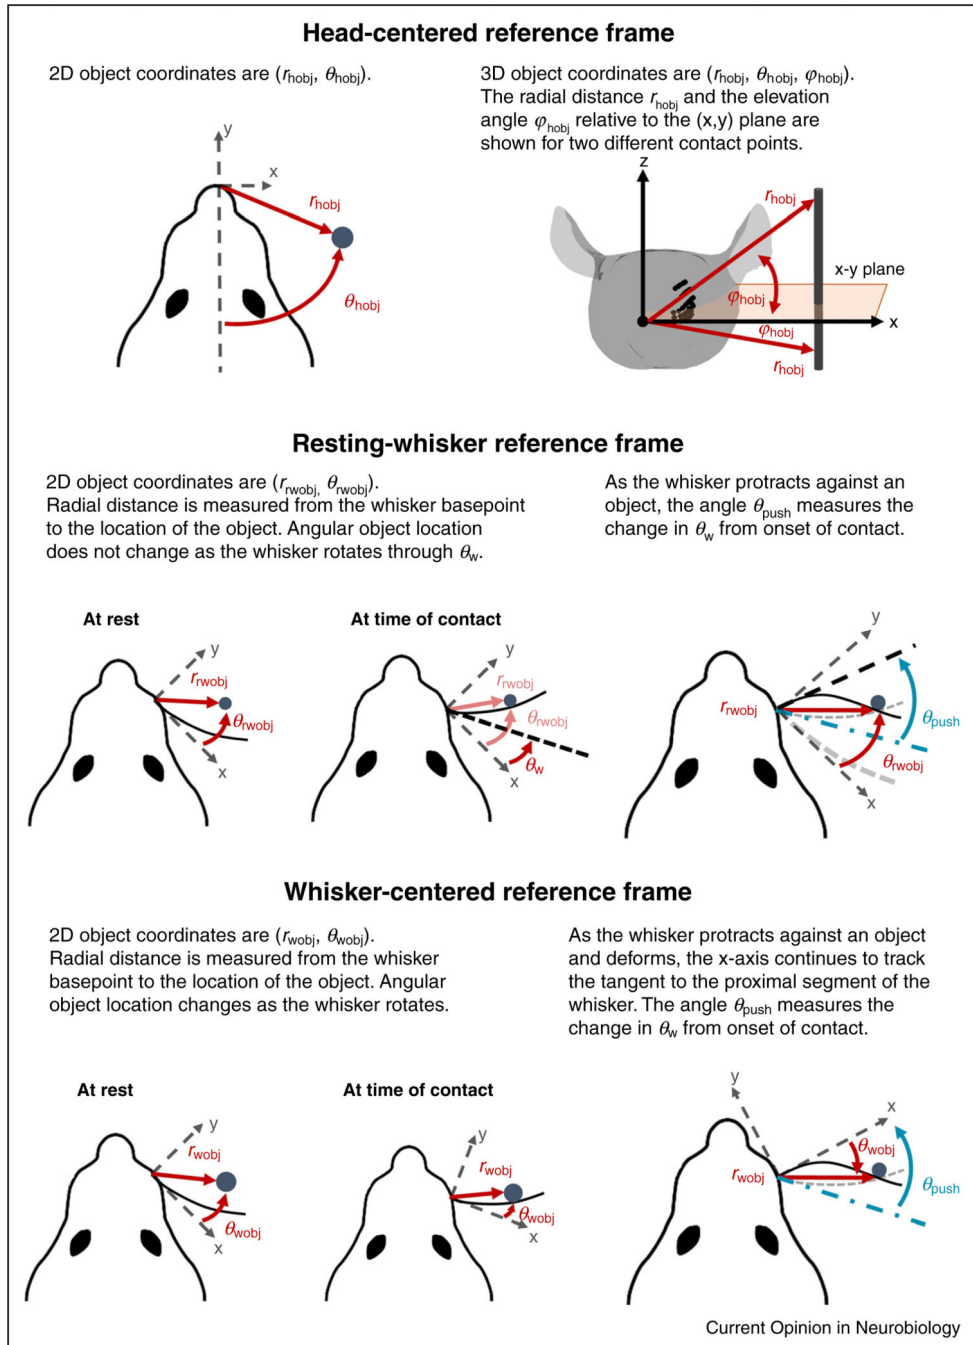 Head-centered reference frame
2D object coordinates are (rhobj, θhobj).
3D object coordinates are (rhobj, θhobj, φhobj).
The radial distance rhobj and the elevation
angle φhobj relative to the (x,y) plane are
shown for two different contact points.
y
x
rhobj
θhobj
z
rhobj
x-y plane
φhobj
x
φhobj
rhobj
Resting-whisker reference frame
2D object coordinates are (rrwobj, θrwobj).
Radial distance is measured from the whisker basepoint
to the location of the object. Angular object location
does not change as the whisker rotates through θw.
As the whisker protracts against an
object, the angle θpush measures the
change in θw from onset of contact.
At rest
y
rrwobj
θrwobj
x
At time of contact
y
rrwobj
θrwobj
θw
x
y
rrwobj
θpush
θrwobj
x
Whisker-centered reference frame
2D object coordinates are (rwobj, θwobj).
Radial distance is measured from the whisker
basepoint to the location of the object. Angular
object location changes as the whisker rotates.
As the whisker protracts against an object
and deforms, the x-axis continues to track
the tangent to the proximal segment of the
whisker. The angle θpush measures the
change in θw from onset of contact.
At rest
y
rwobj
θwobj
x
At time of contact
y
rwobj
θwobj
x
y
x
θwobj
rwobj
θpush
Current Opinion in Neurobiology